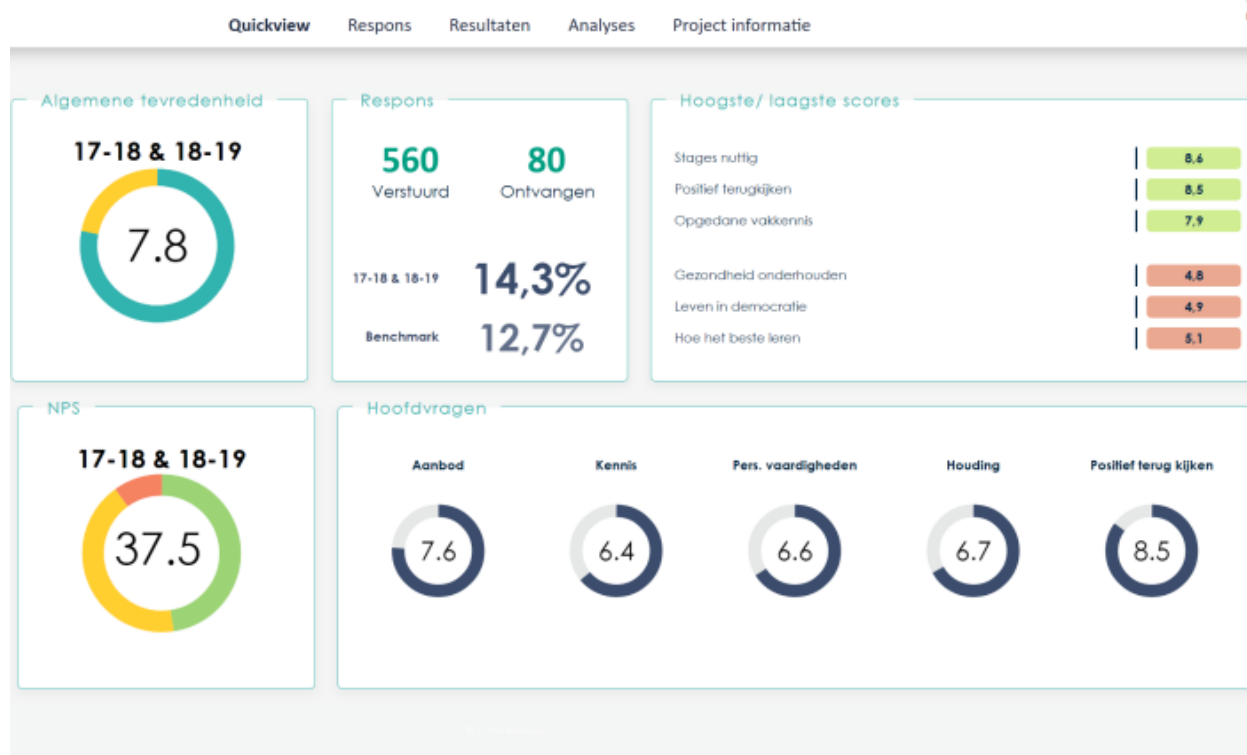 Quickview Respons Resultaten Analyses Project informatie
Algemene tevredenheid
17-18 & 18-19
7.8
Respons
560 80
Verstuurd Ontvangen
17-18 & 18-19 14,3%
Benchmark 12,7%
Hoogste/ laagste scores
Stages nuttig 8,6
Positief terugkijken 8,5
Opgedane vakkennis 7,9
Gezondheid onderhouden 4,8
Leven in democratie 4,9
Hoe het beste leren 5,1
NPS
17-18 & 18-19
37.5
Hoofdvragen
Aanbod Kennis Pers. vaardigheden Houding Positief terug kijken
7.6 6.4 6.6 6.7 8.5